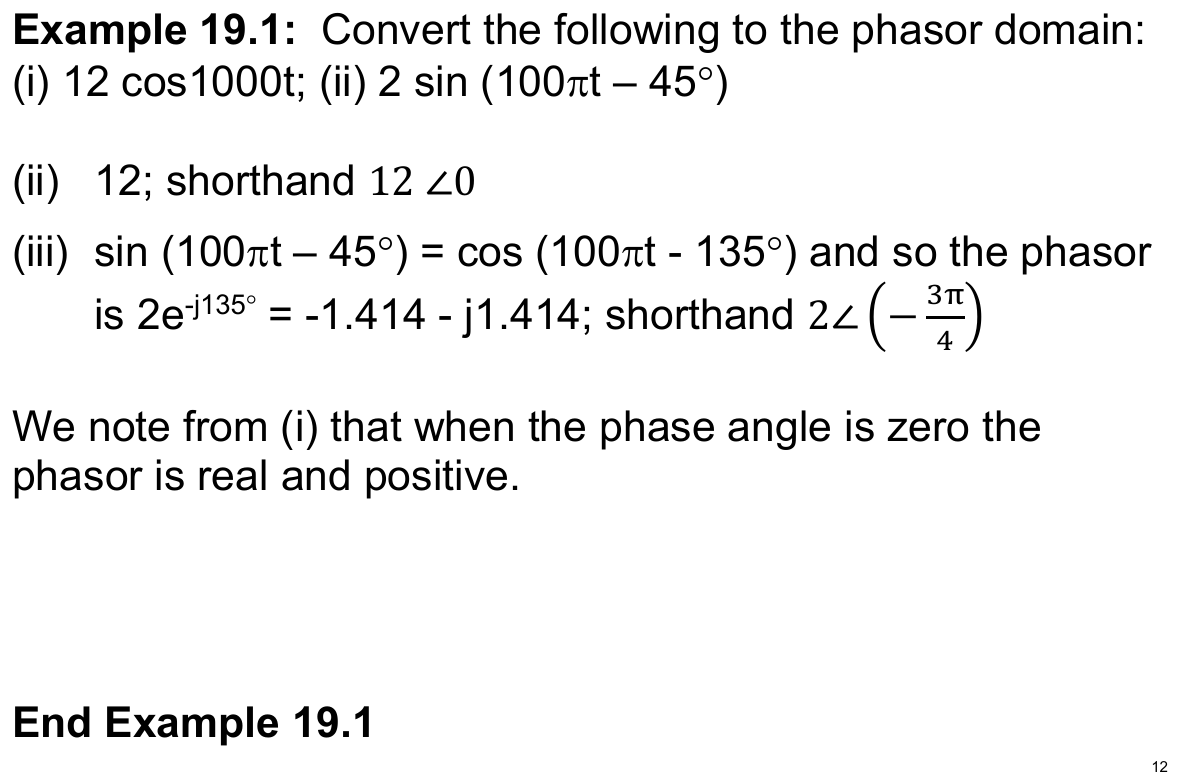 Example 19.1:  Convert the following to the phasor domain:
(i) 12 cos1000t; (ii) 2 sin (100πt – 45°)
(ii)   12; shorthand 12 ∠0
(iii)  sin (100πt – 45°) = cos (100πt - 135°) and so the phasor
is 2e^-j135° = -1.414 - j1.414; shorthand 2∠(−3π/4)
We note from (i) that when the phase angle is zero the
phasor is real and positive.
End Example 19.1
12